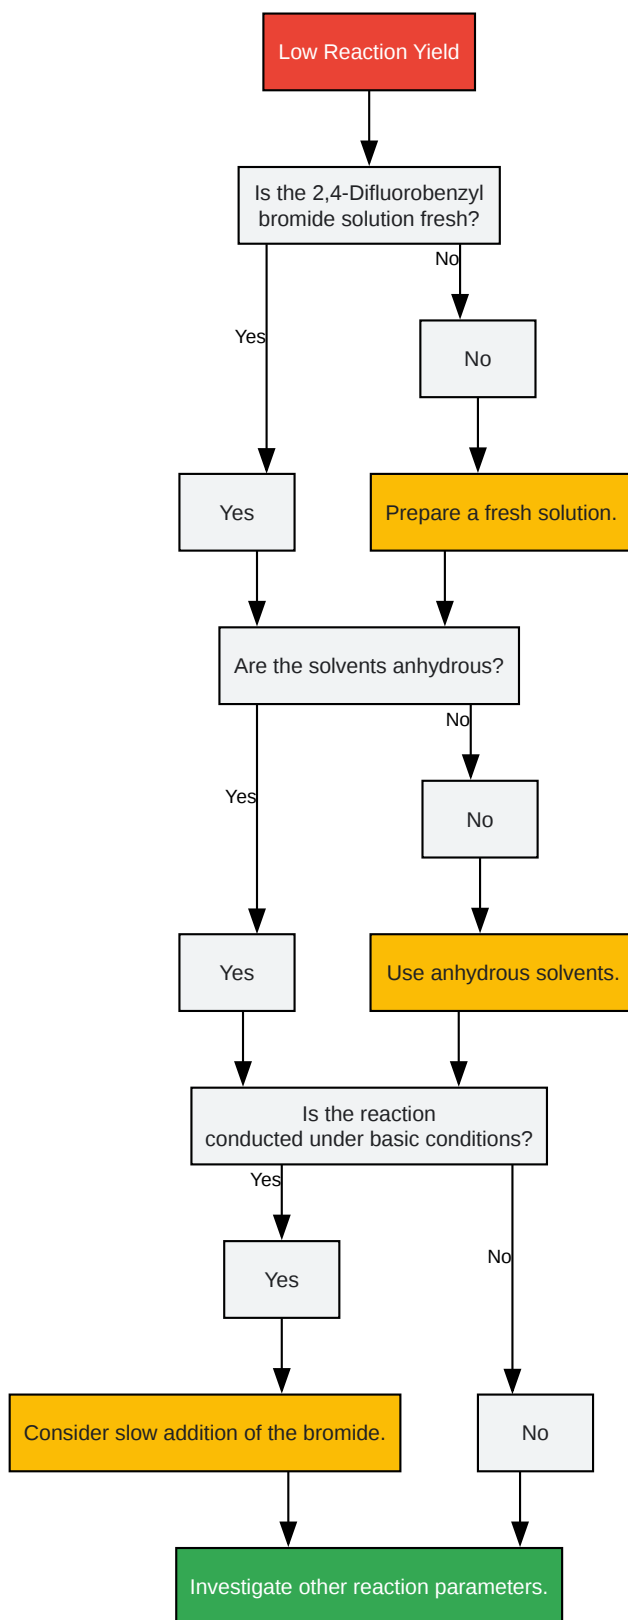 Low Reaction Yield
Is the 2,4-Difluorobenzyl
bromide solution fresh?
No
Yes
No
Yes
Prepare a fresh solution.
Are the solvents anhydrous?
No
Yes
No
Yes
Use anhydrous solvents.
Is the reaction
conducted under basic conditions?
Yes
No
Yes
Consider slow addition of the bromide.
No
Investigate other reaction parameters.